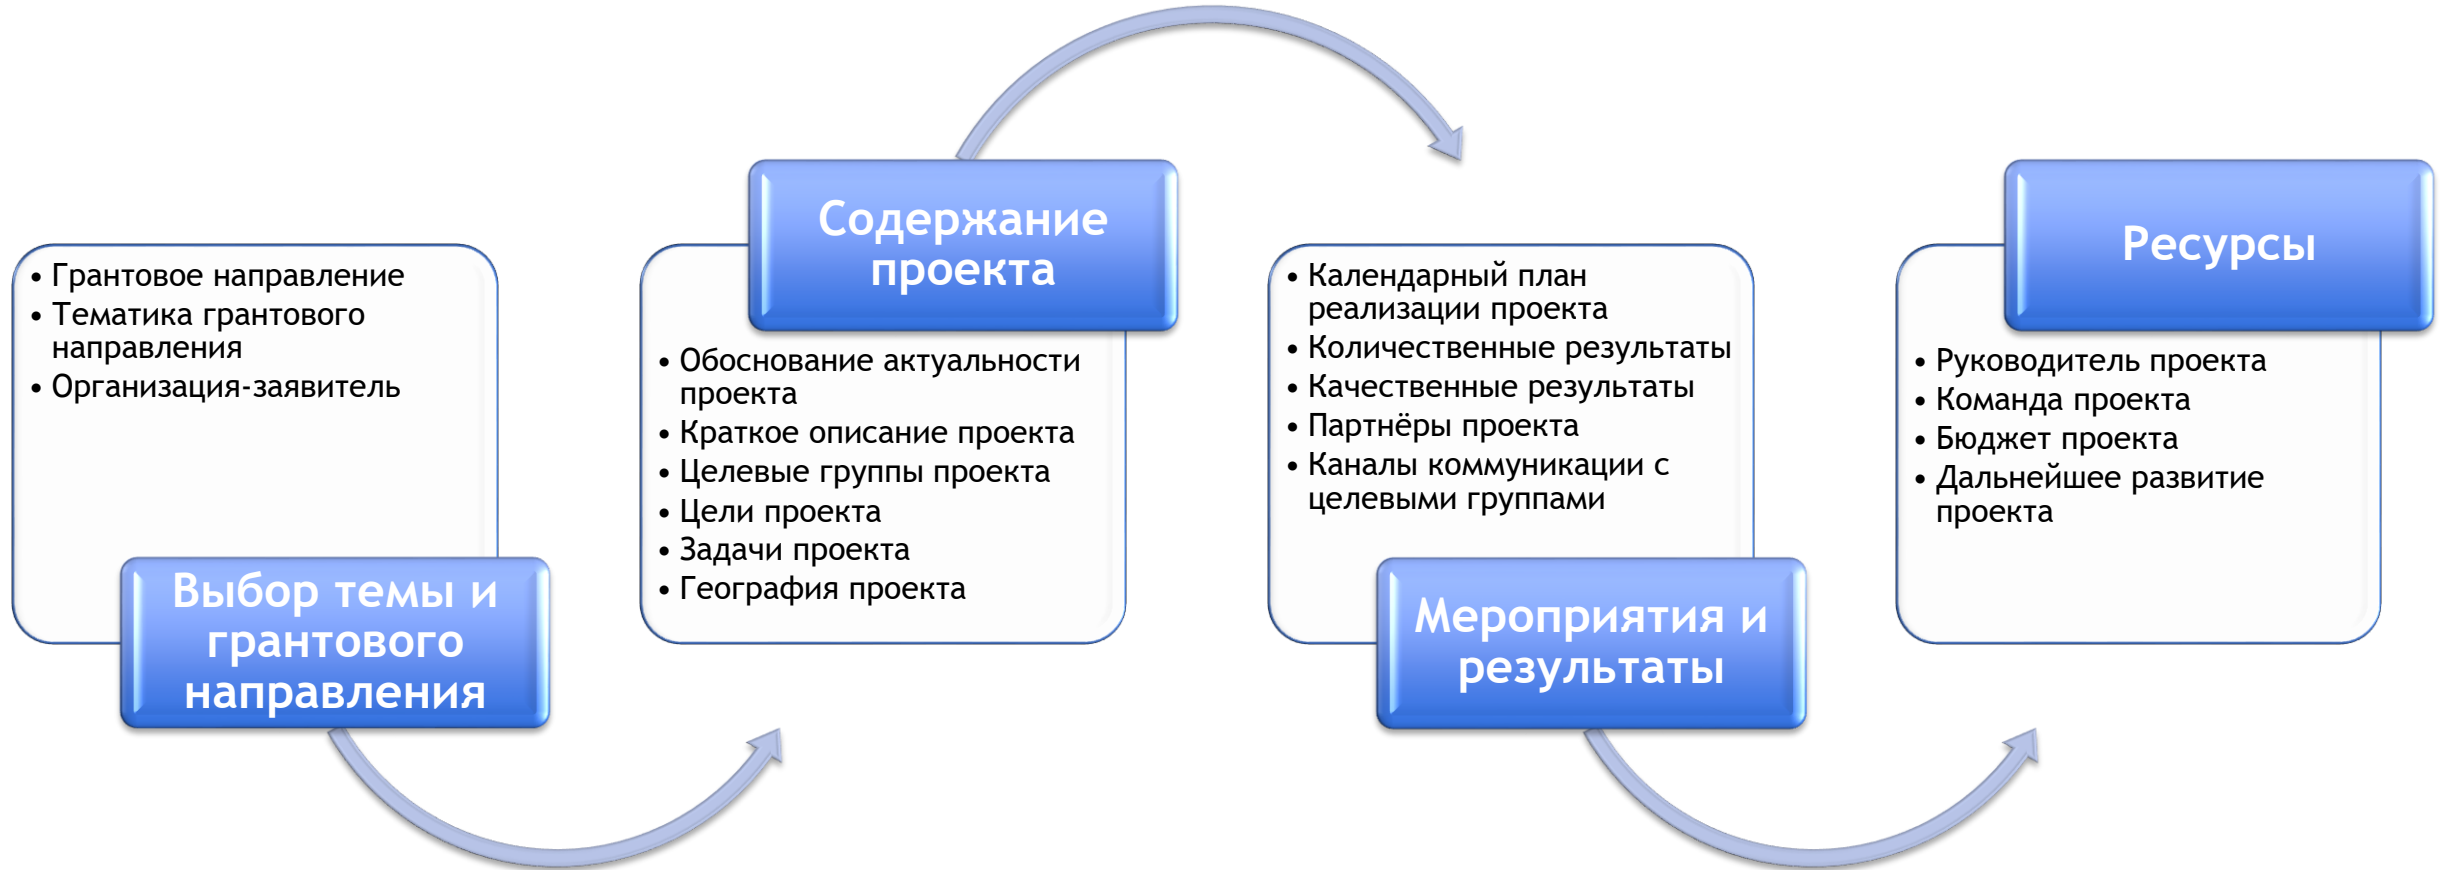 • Грантовое направление
• Тематика грантового
направления
• Организация-заявитель
Выбор темы и
грантового
направления
Содержание
проекта
• Обоснование актуальности
проекта
• Краткое описание проекта
• Целевые группы проекта
• Цели проекта
• Задачи проекта
• География проекта
• Календарный план
реализации проекта
• Количественные результаты
• Качественные результаты
• Партнёры проекта
• Каналы коммуникации с
целевыми группами
Мероприятия и
результаты
Ресурсы
• Руководитель проекта
• Команда проекта
• Бюджет проекта
• Дальнейшее развитие
проекта